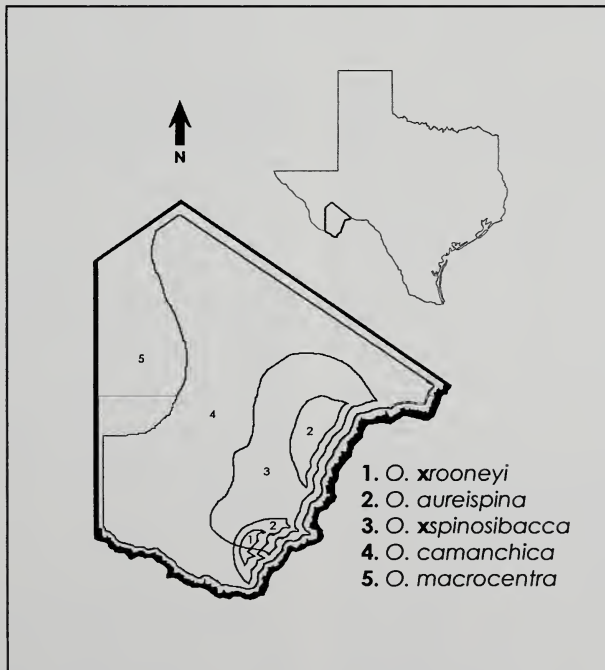 N
5
4
2
3
2
1
1. O. xrooneyi
2. O. aureispina
3. O. xspinosibacca
4. O. camanchica
5. O. macrocentra